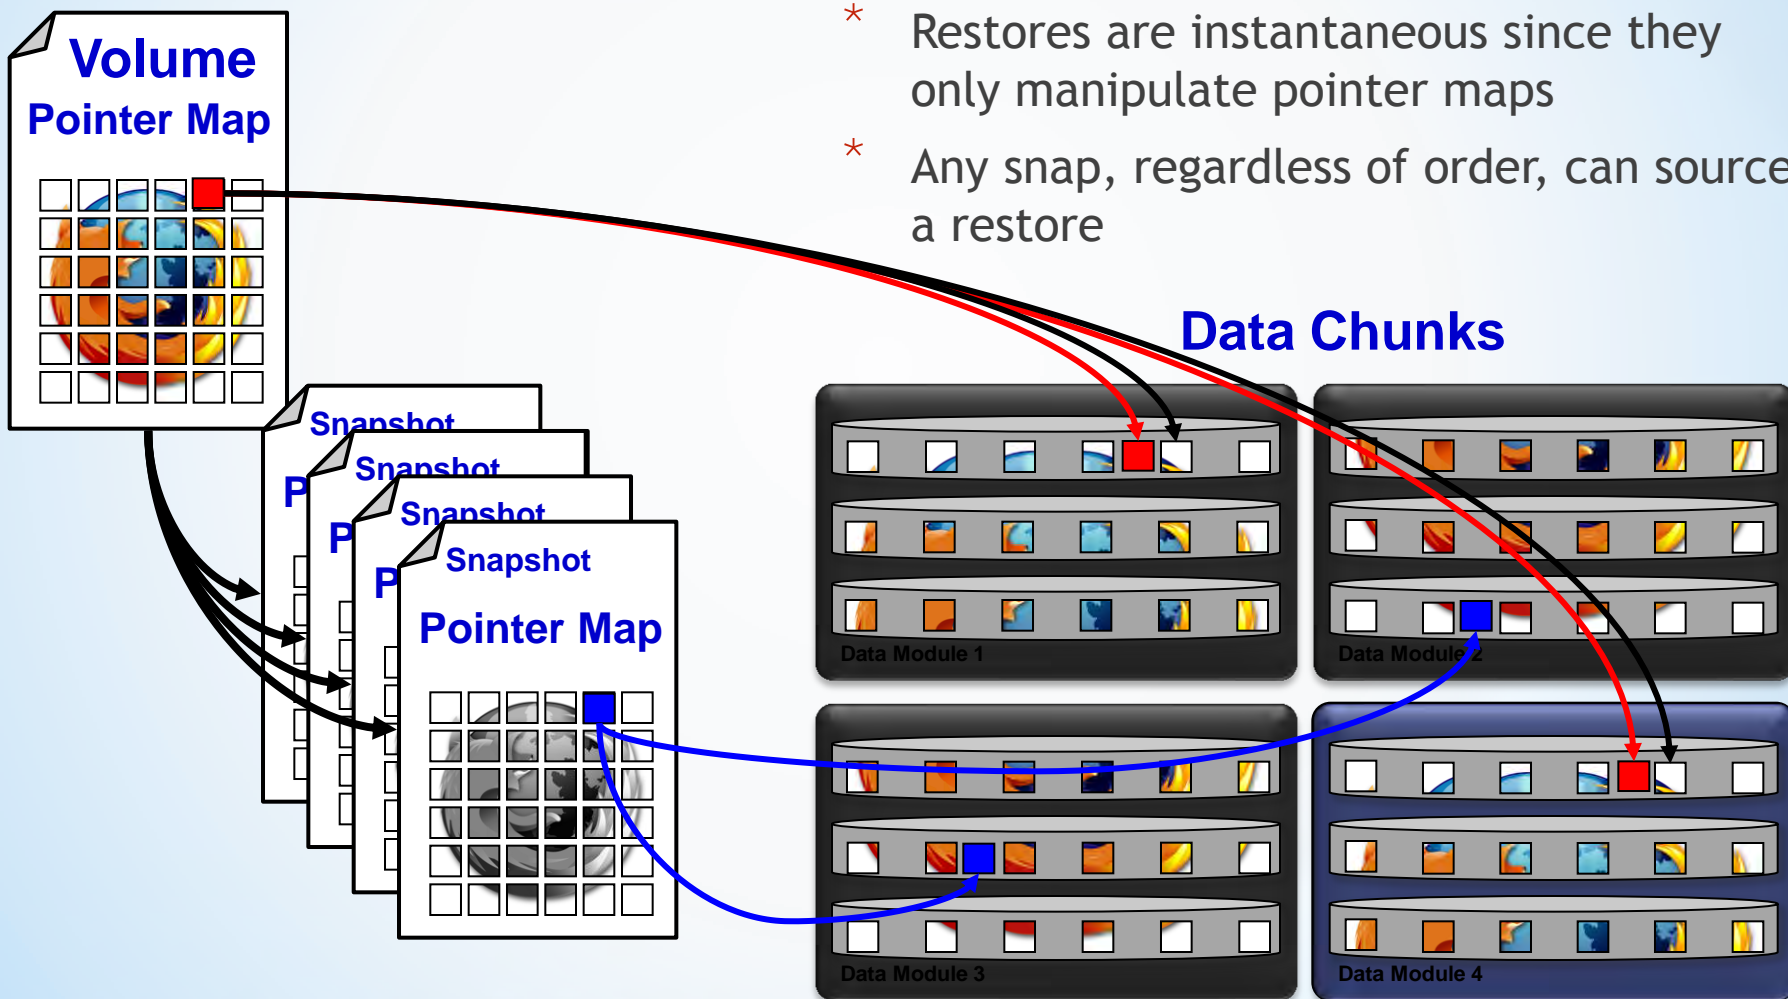 Volume
Pointer Map
* Restores are instantaneous since they
only manipulate pointer maps
* Any snap, regardless of order, can source
a restore
Data Chunks
Snapshot
P
Snapshot
P
Snapshot
P
Snapshot
Pointer Map
Data Module 1
Data Module 2
Data Module 3
Data Module 4